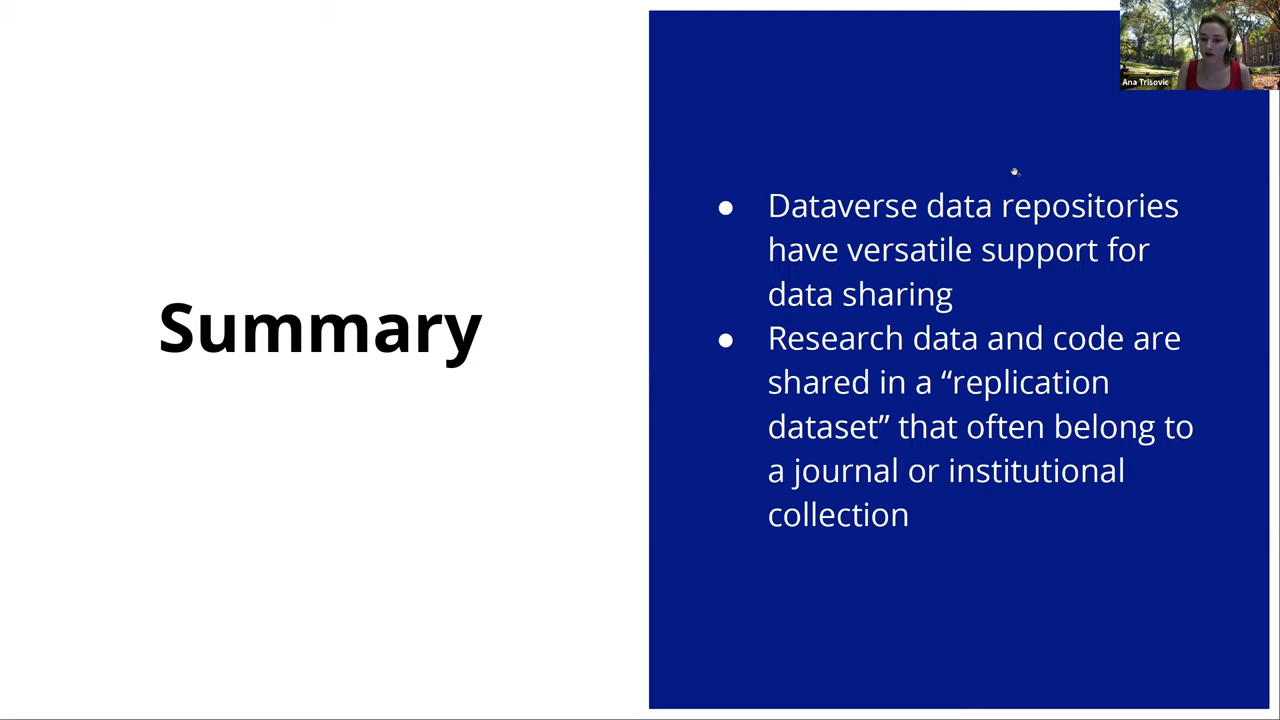 Ana Trisovic
Summary
● Dataverse data repositories
have versatile support for
data sharing
● Research data and code are
shared in a “replication
dataset” that often belong to
a journal or institutional
collection